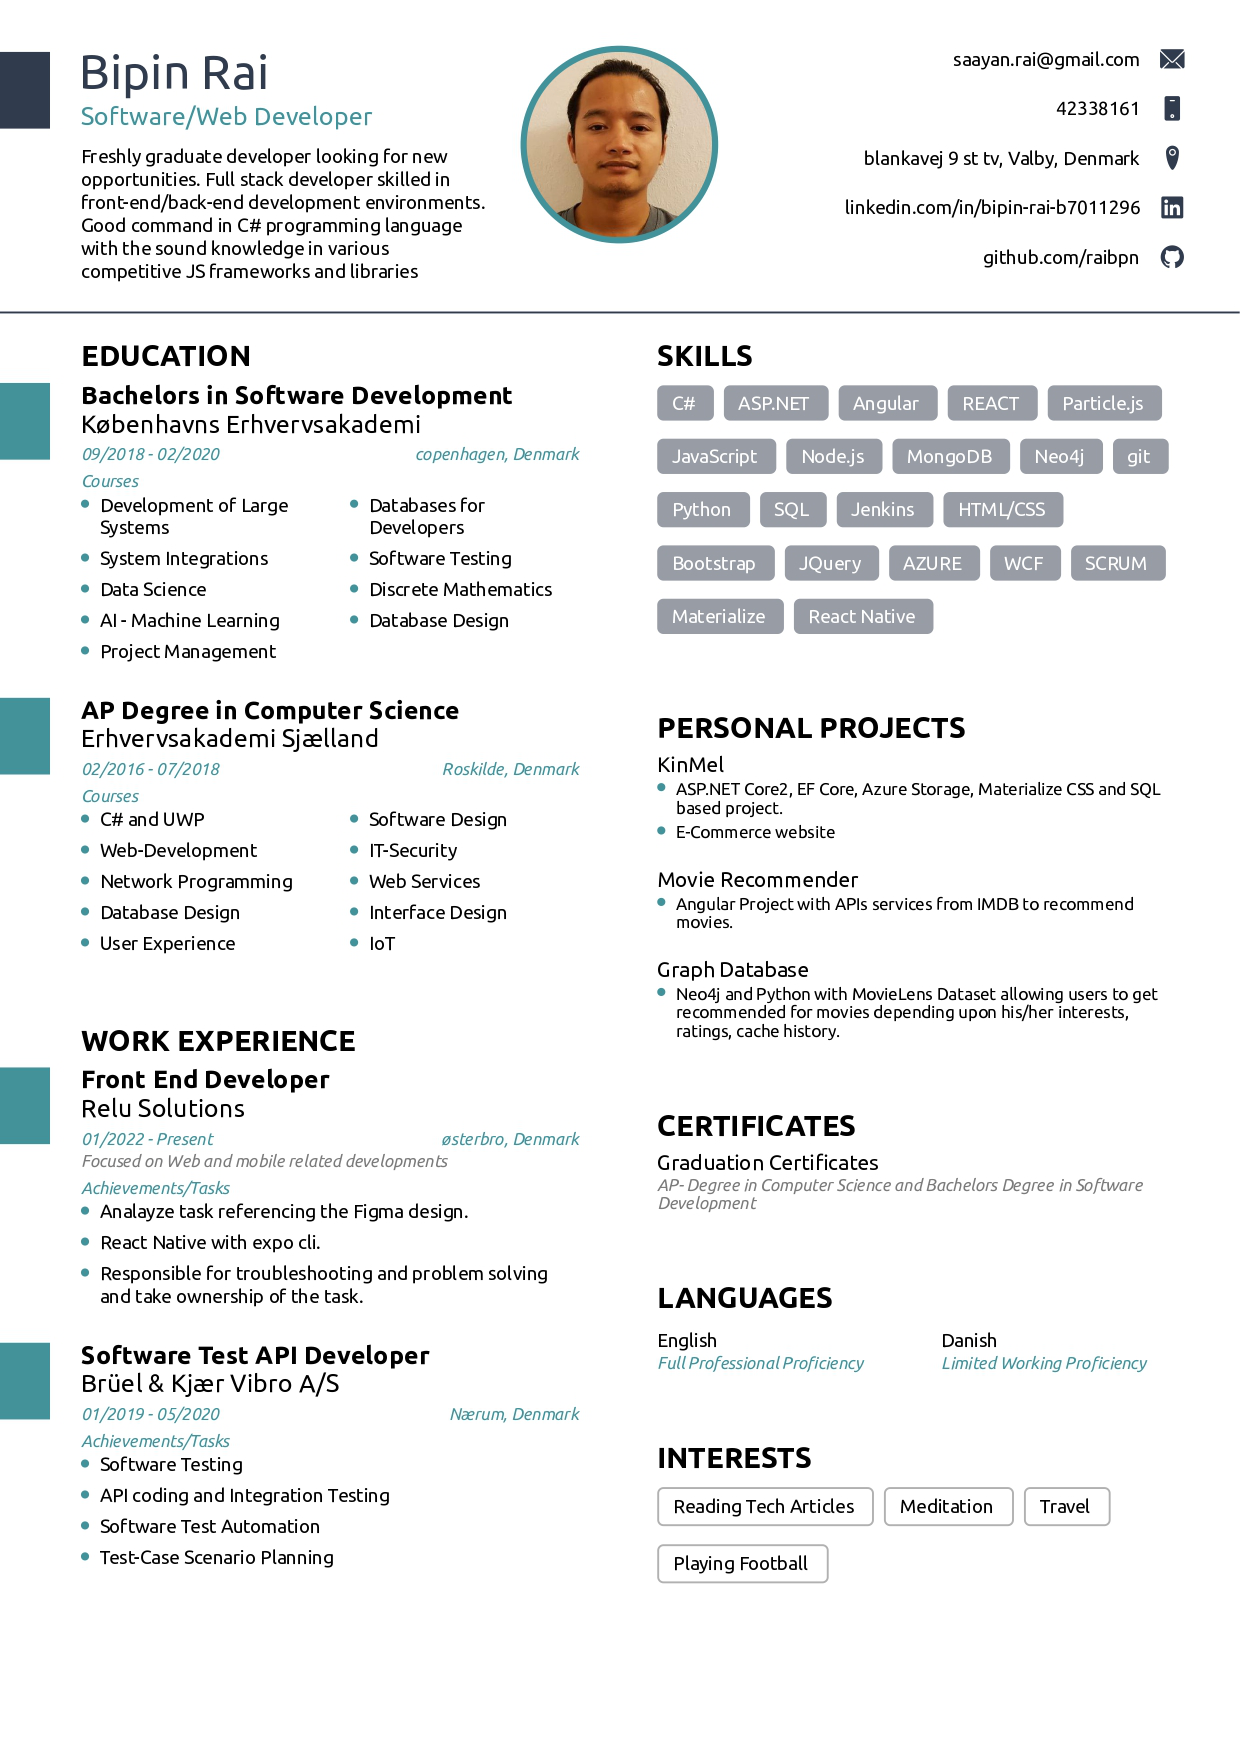 Bipin Rai
Software/Web Developer
Freshly graduate developer looking for new
opportunities. Full stack developer skilled in
front-end/back-end development environments.
Good command in C# programming language
with the sound knowledge in various
competitive JS frameworks and libraries
saayan.rai@gmail.com
42338161
blankavej 9 st tv, Valby, Denmark
linkedin.com/in/bipin-rai-b7011296
github.com/raibpn
EDUCATION
Bachelors in Software Development
Københavns Erhvervsakademi
09/2018 - 02/2020 copenhagen, Denmark
Courses
Development of Large
Systems
Databases for
Developers
System Integrations Software Testing
Data Science Discrete Mathematics
AI - Machine Learning Database Design
Project Management
AP Degree in Computer Science
Erhvervsakademi Sjælland
02/2016 - 07/2018 Roskilde, Denmark
Courses
C# and UWP Software Design
Web-Development IT-Security
Network Programming Web Services
Database Design Interface Design
User Experience IoT
WORK EXPERIENCE
Front End Developer
Relu Solutions
01/2022 - Present østerbro, Denmark
Focused on Web and mobile related developments
Achievements/Tasks
Analayze task referencing the Figma design.
React Native with expo cli.
Responsible for troubleshooting and problem solving
and take ownership of the task.
Software Test API Developer
Brüel & Kjær Vibro A/S
01/2019 - 05/2020 Nærum, Denmark
Achievements/Tasks
Software Testing
API coding and Integration Testing
Software Test Automation
Test-Case Scenario Planning
SKILLS
C# ASP.NET Angular REACT Particle.js
JavaScript Node.js MongoDB Neo4j git
Python SQL Jenkins HTML/CSS
Bootstrap JQuery AZURE WCF SCRUM
Materialize React Native
PERSONAL PROJECTS
KinMel
ASP.NET Core2, EF Core, Azure Storage, Materialize CSS and SQL
based project.
E-Commerce website
Movie Recommender
Angular Project with APIs services from IMDB to recommend
movies.
Graph Database
Neo4j and Python with MovieLens Dataset allowing users to get
recommended for movies depending upon his/her interests,
ratings, cache history.
CERTIFICATES
Graduation Certificates
AP- Degree in Computer Science and Bachelors Degree in Software
Development
LANGUAGES
English Danish
Full Professional Proficiency Limited Working Proficiency
INTERESTS
Reading Tech Articles Meditation Travel
Playing Football